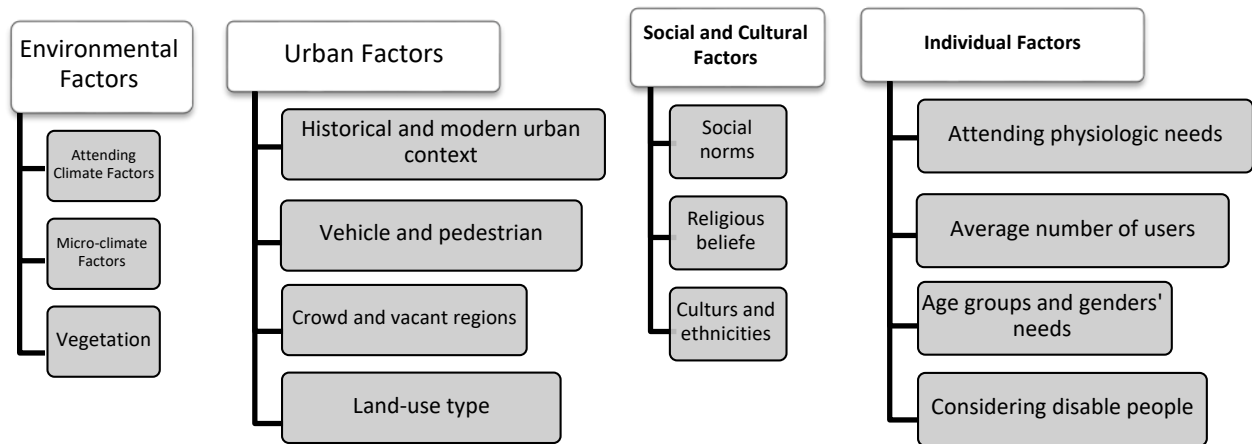 Environmental
Factors
Attending
Climate Factors
Micro-climate
Factors
Vegetation
Urban Factors
Historical and modern urban
context
Vehicle and pedestrian
Crowd and vacant regions
Land-use type
Social and Cultural
Factors
Social
norms
Religious
beliefe
Culturs and
ethnicities
Individual Factors
Attending physiologic needs
Average number of users
Age groups and genders'
needs
Considering disable people